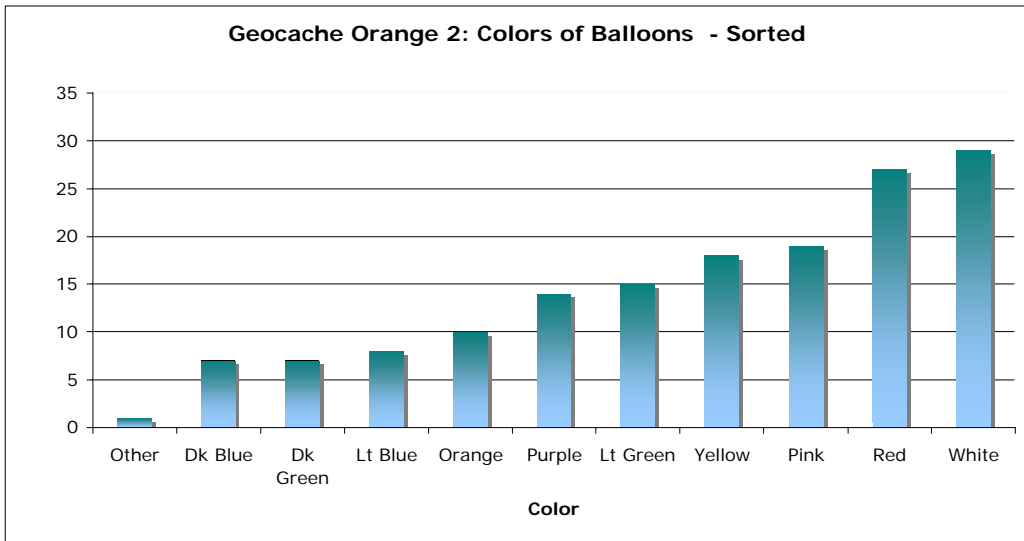 Geocache Orange 2: Colors of Balloons  - Sorted
35
30
25
20
15
10
5
0
Other Dk Blue Dk Green Lt Blue Orange Purple Lt Green Yellow Pink Red White
Color